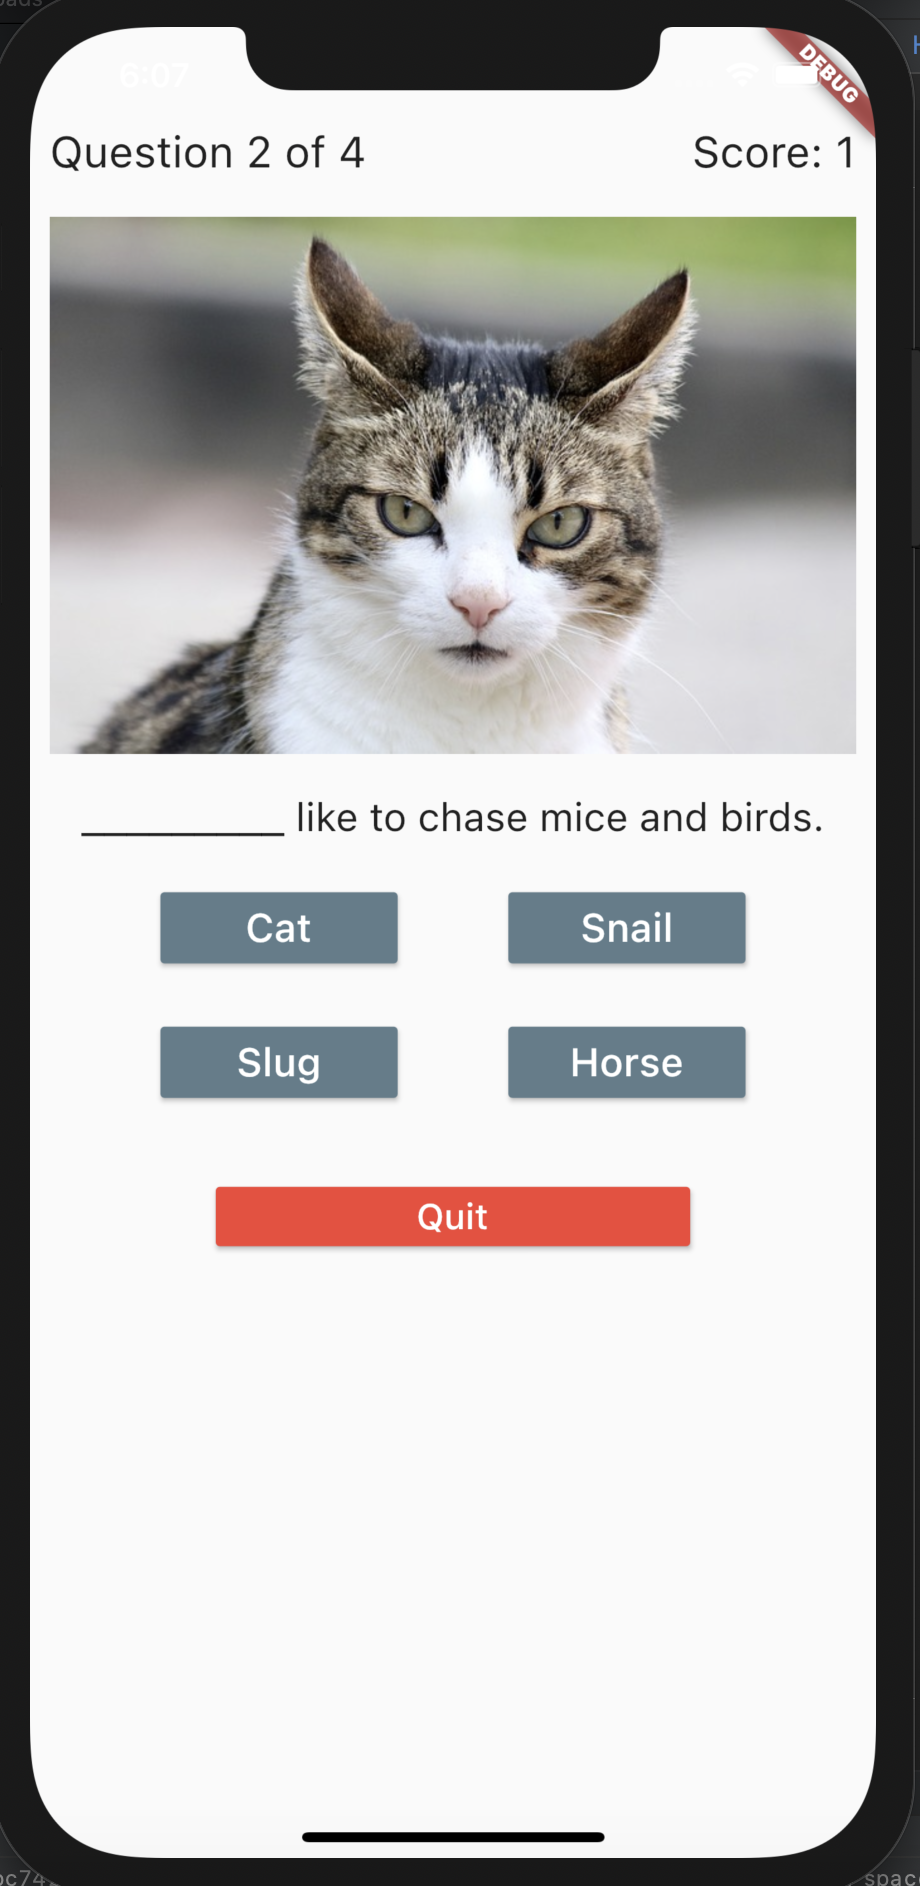 6:07
DEBUG
Question 2 of 4 Score: 1
__________ like to chase mice and birds.
Cat Snail
Slug Horse
Quit